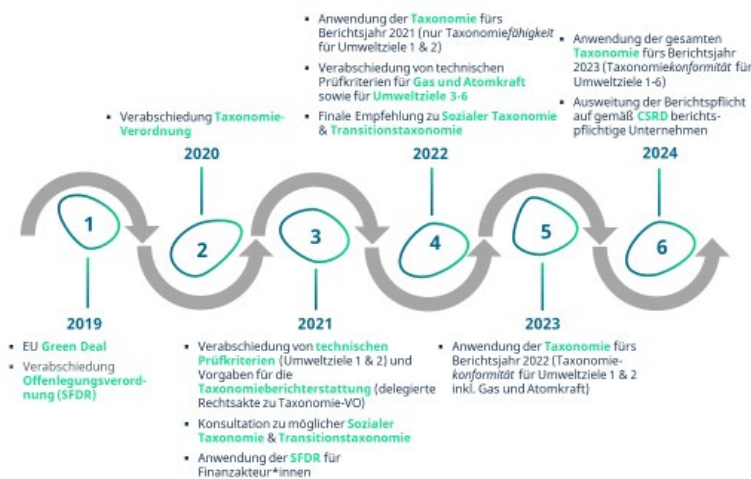 ▪ Anwendung der Taxonomie fürs
Berichtsjahr 2021 (nur Taxonomiefähigkeit
für Umweltziele 1 & 2)
▪ Verabschiedung von technischen
Prüfkriterien für Gas und Atomkraft
sowie für Umweltziele 3-6
▪ Finale Empfehlung zu Sozialer Taxonomie
& Transitionstaxonomie
▪ Anwendung der gesamten
Taxonomie fürs Berichtsjahr
2023 (Taxonomiekonformität für
Umweltziele 1-6)
▪ Ausweitung der Berichtspflicht
auf gemäß CSRD berichts-
pflichtige Unternehmen
▪ Verabschiedung Taxonomie-
Verordnung
2020
2022
2024
1
2
3
4
5
6
2019
▪ EU Green Deal
▪ Verabschiedung
Offenlegungsverord-
nung (SFDR)
2021
▪ Verabschiedung von technischen
Prüfkriterien (Umweltziele 1 & 2) und
Vorgaben für die
Taxonomieberichterstattung (delegierte
Rechtsakte zu Taxonomie-VO)
▪ Konsultation zu möglicher Sozialer
Taxonomie & Transitionstaxonomie
▪ Anwendung der SFDR für
Finanzakteur*innen
2023
▪ Anwendung der Taxonomie fürs
Berichtsjahr 2022 (Taxonomie-
konformität für Umweltziele 1 & 2
inkl. Gas und Atomkraft)